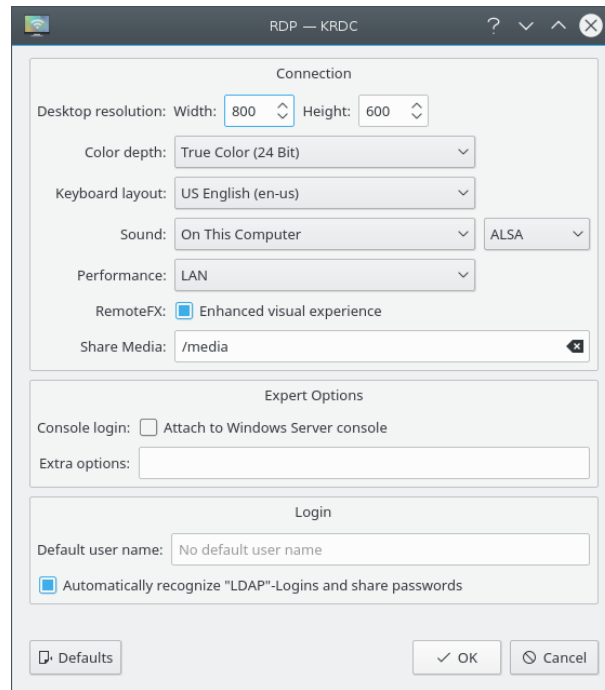 RDP — KRDC
Connection
Desktop resolution: Width: 800 Height: 600
Color depth: True Color (24 Bit)
Keyboard layout: US English (en-us)
Sound: On This Computer ALSA
Performance: LAN
RemoteFX: Enhanced visual experience
Share Media: /media
Expert Options
Console login: Attach to Windows Server console
Extra options:
Login
Default user name: No default user name
Automatically recognize "LDAP"-Logins and share passwords
Defaults OK Cancel